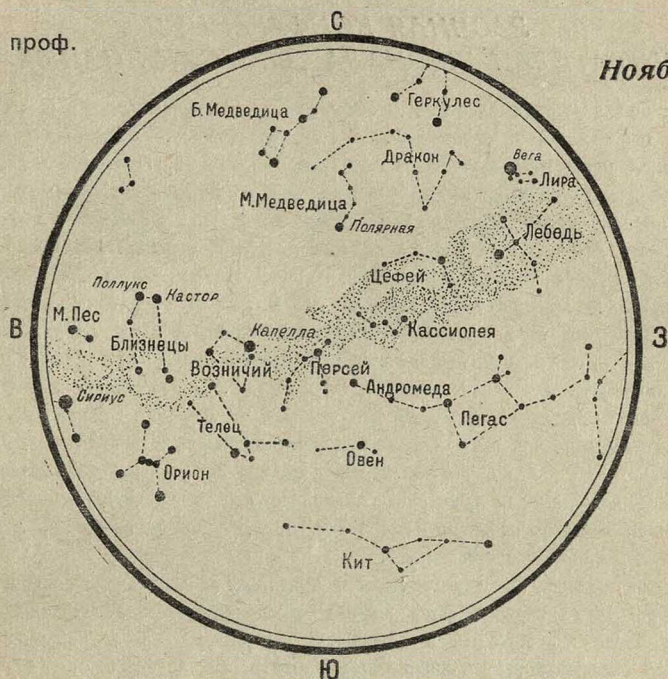 С
проф.
Нояб
Б. Медведица
Геркулес
Дракон
Вега
Лира
М. Медведица
Полярная
Лебедь
Цефей
Поллукс
Кастор
М. Пес
В
Близнецы
Капелла
Кассиопея
З
Возничий
Персей
Андромеда
Сириус
Телец
Пегас
Овен
Орион
Кит
Ю